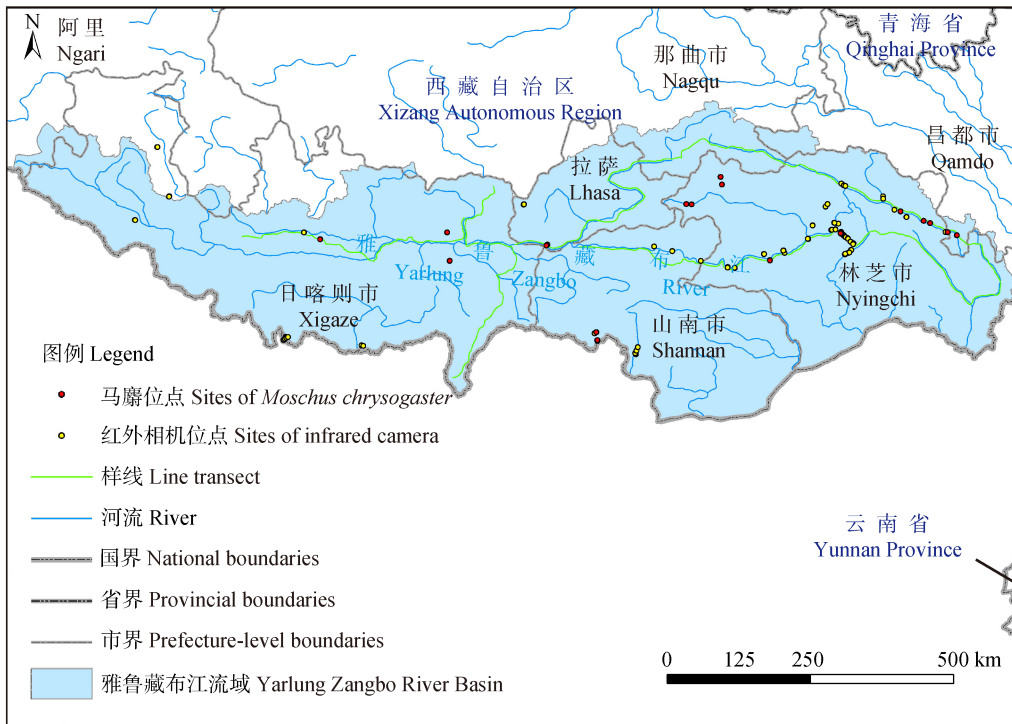 N
阿里
Ngari
青海省
Qinghai Province
那曲市
Nagqu
西藏自治区
Xizang Autonomous Region
昌都市
Qamdo
拉萨
Lhasa
雅鲁藏布江
Yarlung Zangbo River
林芝市
Nyingchi
日喀则市
Xigaze
山南市
Shannan
图例 Legend
马麝位点 Sites of Moschus chrysogaster
红外相机位点 Sites of infrared camera
样线 Line transect
河流 River
国界 National boundaries
省界 Provincial boundaries
市界 Prefecture-level boundaries
雅鲁藏布江流域 Yarlung Zangbo River Basin
云南省
Yunnan Province
0 125 250 500 km